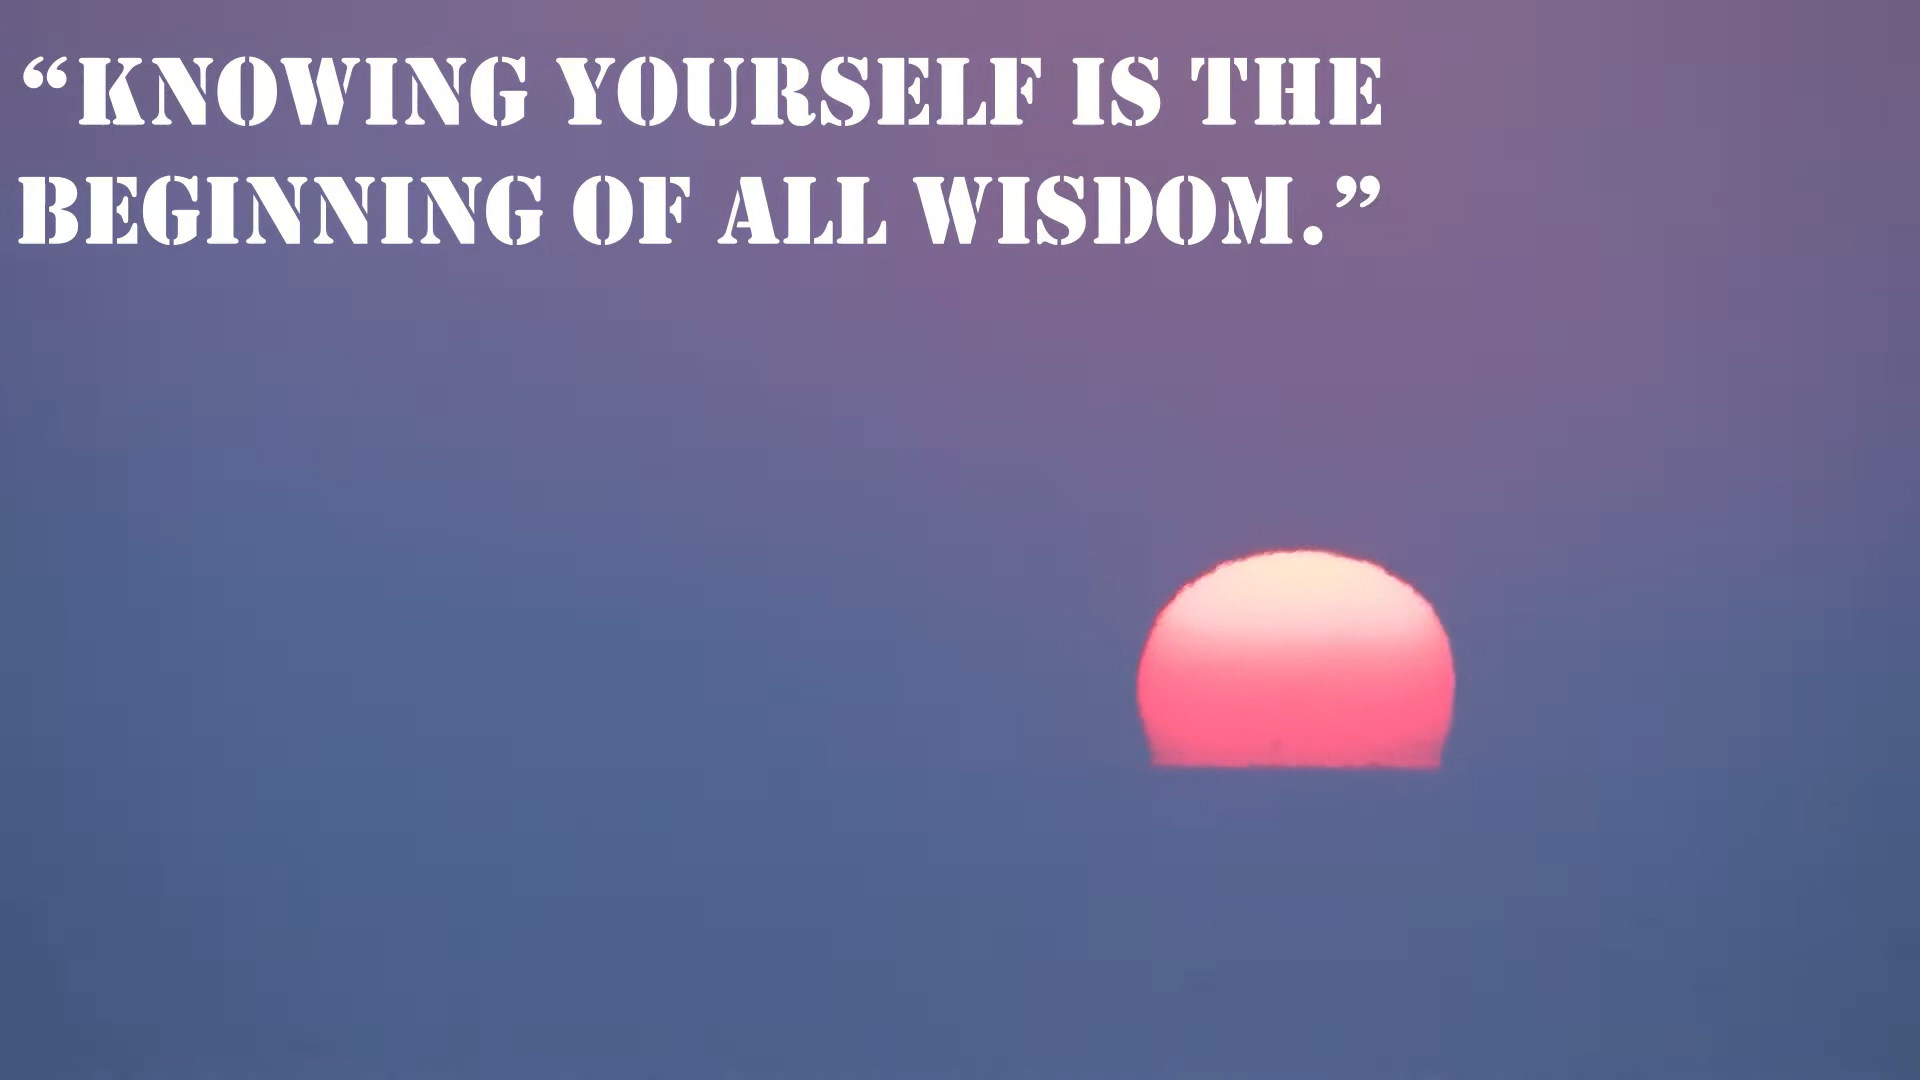 “KNOWING YOURSELF IS THE
BEGINNING OF ALL WISDOM.”